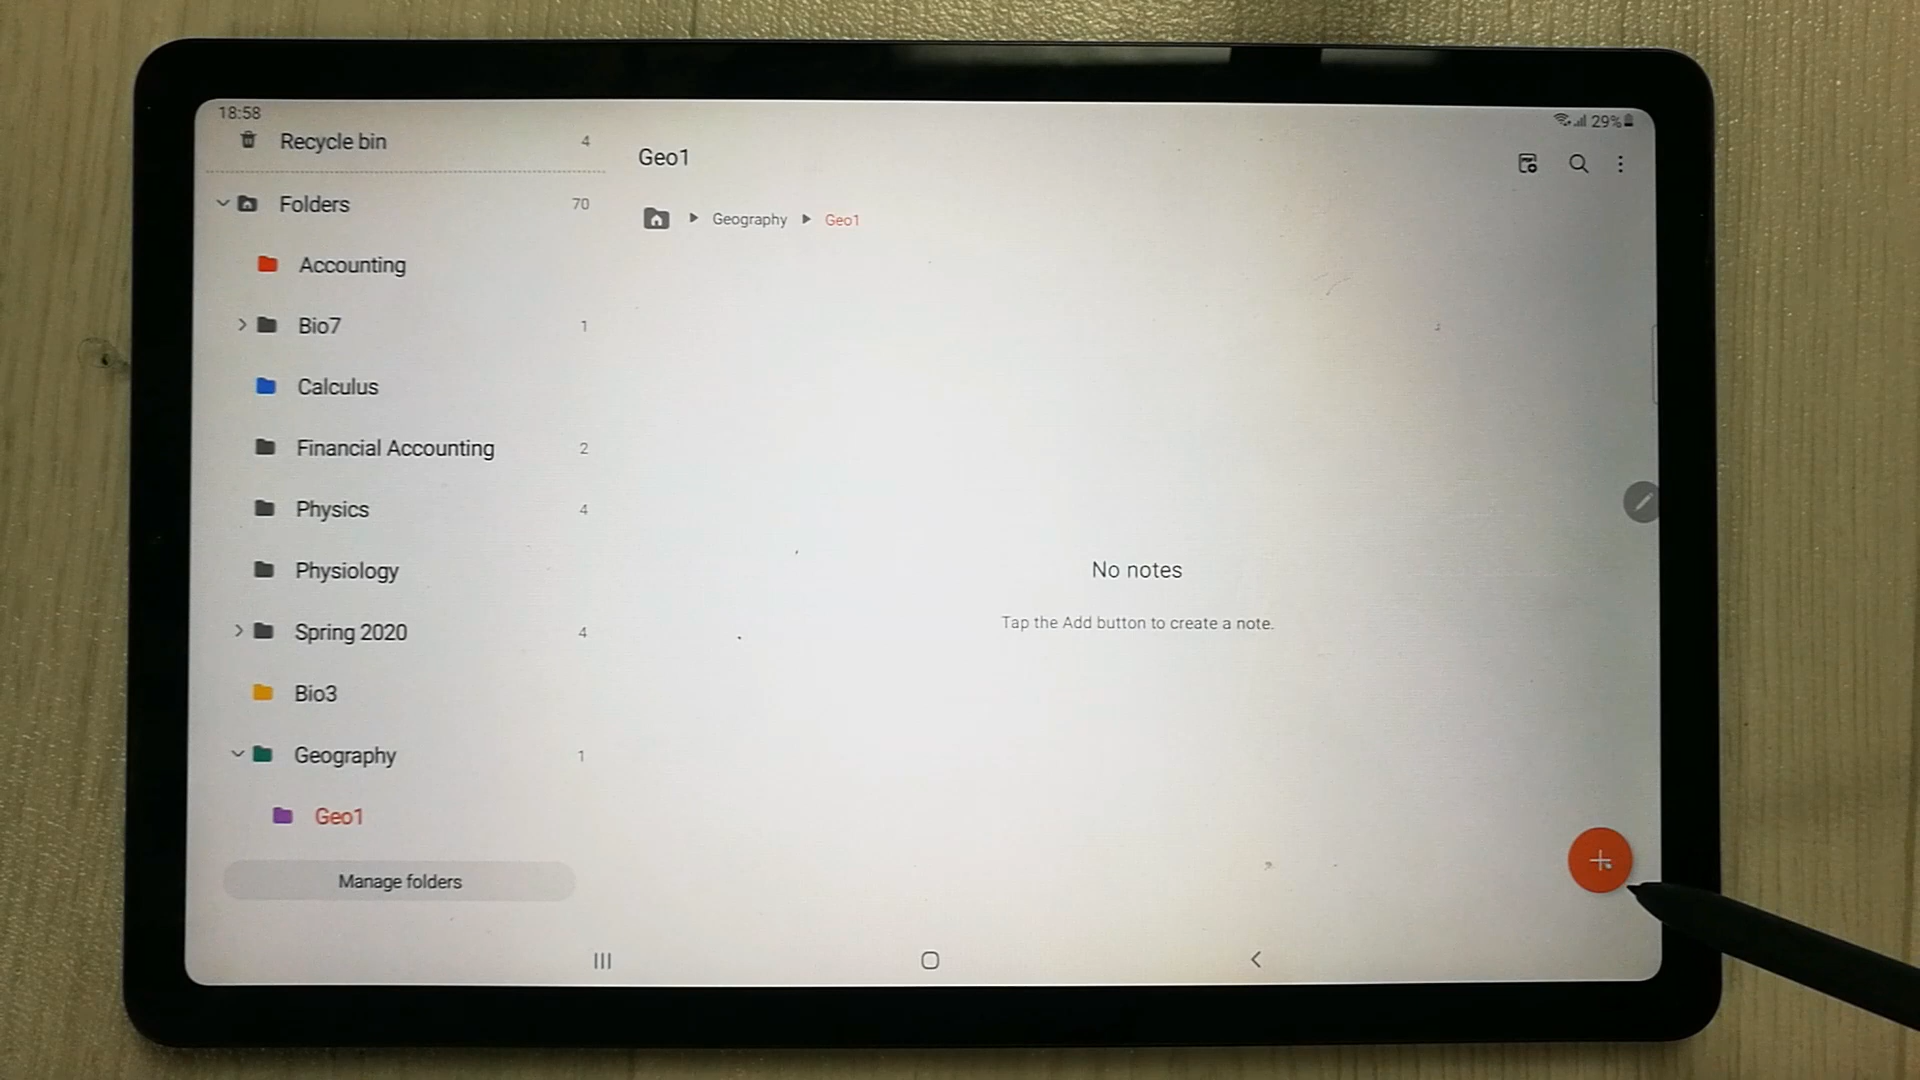 18:58
29%
Recycle bin 4
Folders 70
Accounting
Bio7 1
Calculus
Financial Accounting 2
Physics 4
Physiology
Spring 2020 4
Bio3
Geography 1
Geo1
Manage folders
Geo1
Geography Geo1
No notes
Tap the Add button to create a note.